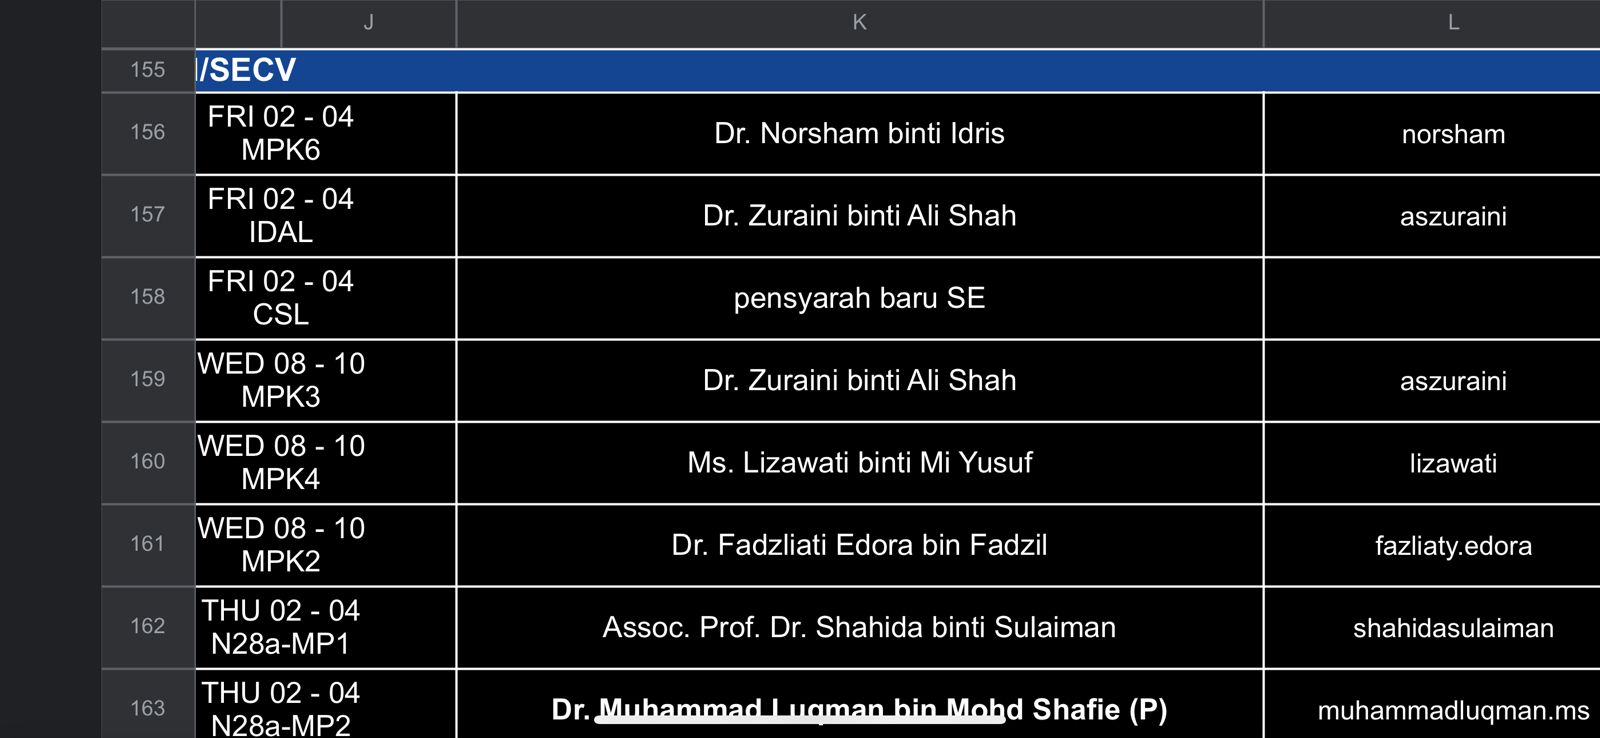 J K L
155 /SECV
156 FRI 02 - 04 MPK6 Dr. Norsham binti Idris norsham
157 FRI 02 - 04 IDAL Dr. Zuraini binti Ali Shah aszuraini
158 FRI 02 - 04 CSL pensyarah baru SE
159 WED 08 - 10 MPK3 Dr. Zuraini binti Ali Shah aszuraini
160 WED 08 - 10 MPK4 Ms. Lizawati binti Mi Yusuf lizawati
161 WED 08 - 10 MPK2 Dr. Fadzliati Edora bin Fadzil fazliaty.edora
162 THU 02 - 04 N28a-MP1 Assoc. Prof. Dr. Shahida binti Sulaiman shahidasulaiman
163 THU 02 - 04 N28a-MP2 Dr. Muhammad Luqman bin Mohd Shafie (P) muhammadluqman.ms